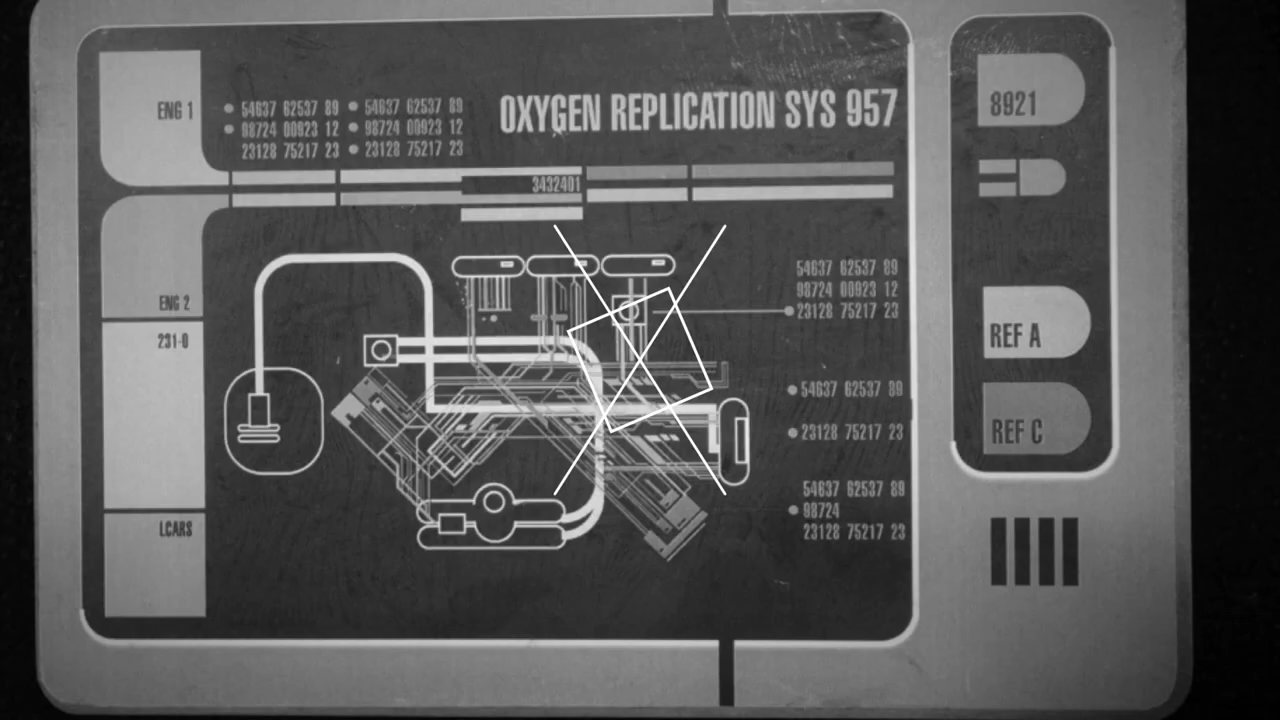 ENG 1
54637 62537 89
98724 00923 12
23128 75217 23
54637 62537 89
98724 00923 12
23128 75217 23
OXYGEN REPLICATION SYS 957
3432401
ENG 2
231-0
LCARS
54637 62537 89
98724 00923 12
23128 75217 23
54637 62537 89
23128 75217 23
54637 62537 89
98724
23128 75217 23
8921
REF A
REF C